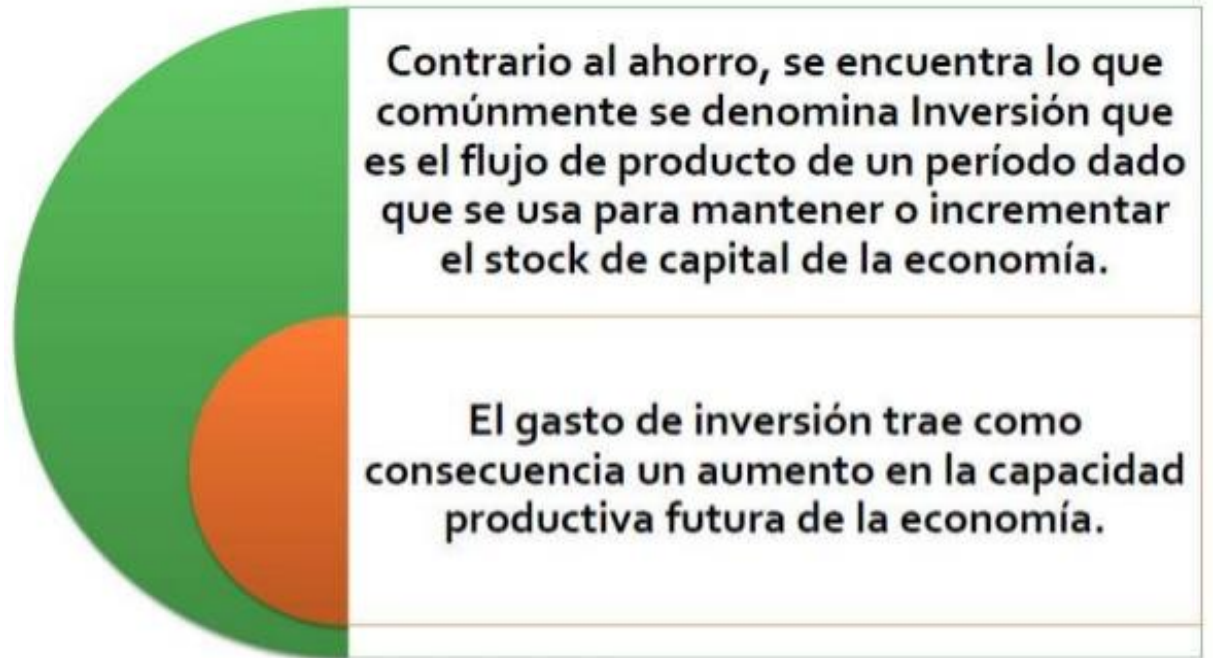 Contrario al ahorro, se encuentra lo que
comúnmente se denomina Inversión que
es el flujo de producto de un período dado
que se usa para mantener o incrementar
el stock de capital de la economía.
El gasto de inversión trae como
consecuencia un aumento en la capacidad
productiva futura de la economía.